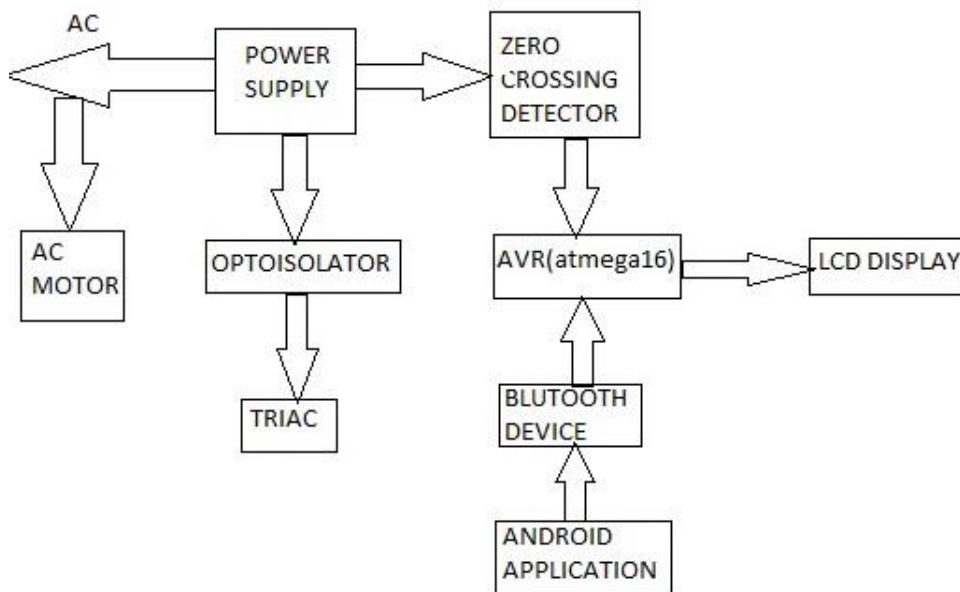 AC
POWER
SUPPLY
ZERO
CROSSING
DETECTOR
AC
MOTOR
OPTOISOLATOR
AVR(atmega16)
LCD DISPLAY
TRIAC
BLUTOOTH
DEVICE
ANDROID
APPLICATION